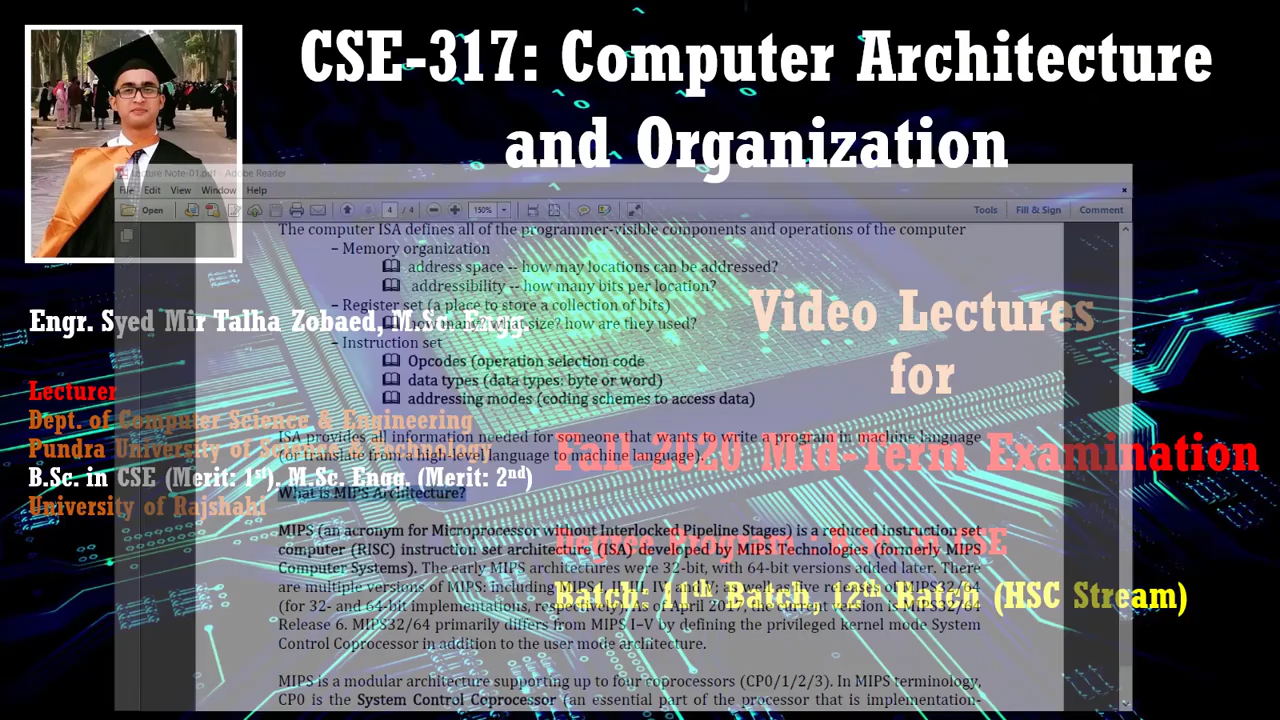 CSE-317: Computer Architecture
and Organization
Lecture Note-01.pdf - Adobe Reader
File Edit View Window Help
Open 4 / 4 150% Tools Fill & Sign Comment
The computer ISA defines all of the programmer-visible components and operations of the computer
– Memory organization
address space -- how may locations can be addressed?
addressibility -- how many bits per location?
– Register set (a place to store a collection of bits)
how many? what size? how are they used?
– Instruction set
Opcodes (operation selection code
data types (data types: byte or word)
addressing modes (coding schemes to access data)
ISA provides all information needed for someone that wants to write a program in machine language
(or translate from a high-level language to machine language).
What is MIPS Architecture?
MIPS (an acronym for Microprocessor without Interlocked Pipeline Stages) is a reduced instruction set
computer (RISC) instruction set architecture (ISA) developed by MIPS Technologies (formerly MIPS
Computer Systems). The early MIPS architectures were 32-bit, with 64-bit versions added later. There
are multiple versions of MIPS: including MIPS I, II, III, IV, and V; as well as five releases of MIPS32/64
(for 32- and 64-bit implementations, respectively). As of April 2017, the current version is MIPS32/64
Release 6. MIPS32/64 primarily differs from MIPS I–V by defining the privileged kernel mode System
Control Coprocessor in addition to the user mode architecture.
MIPS is a modular architecture supporting up to four coprocessors (CP0/1/2/3). In MIPS terminology,
CP0 is the System Control Coprocessor (an essential part of the processor that is implementation-
Engr. Syed Mir Talha Zobaed, M.Sc. Engg.
Lecturer
Dept. of Computer Science & Engineering
Pundra University of Science & Technology
B.Sc. in CSE (Merit: 1st), M.Sc. Engg. (Merit: 2nd)
University of Rajshahi
Video Lectures
for
Fall-2020 Mid-Term Examination
Degree Program : B.Sc. in CSE
Batch: 11th Batch, 12th Batch (HSC Stream)